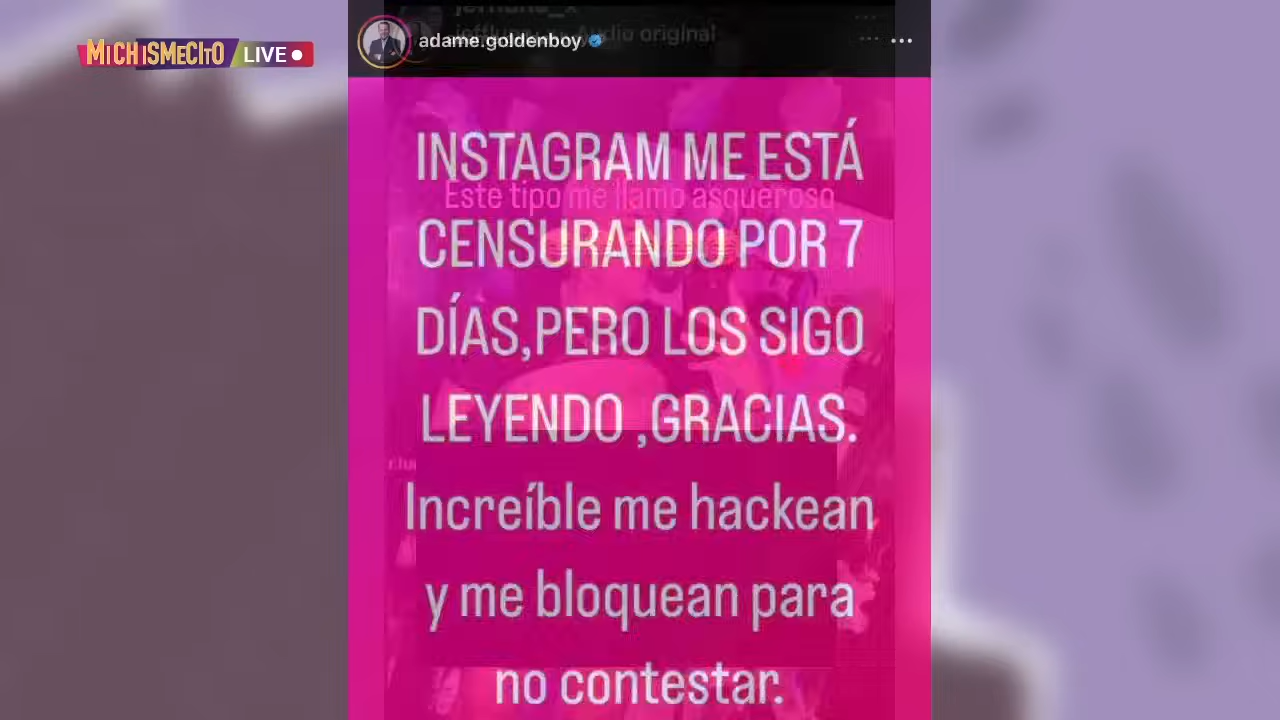 MICHISMECITO LIVE
adame.goldenboy
Audio original
INSTAGRAM ME ESTÁ
Este tipo me llamo asqueroso
CENSURANDO POR 7
DÍAS,PERO LOS SIGO
LEYENDO ,GRACIAS.
Increíble me hackean
y me bloquean para
no contestar.